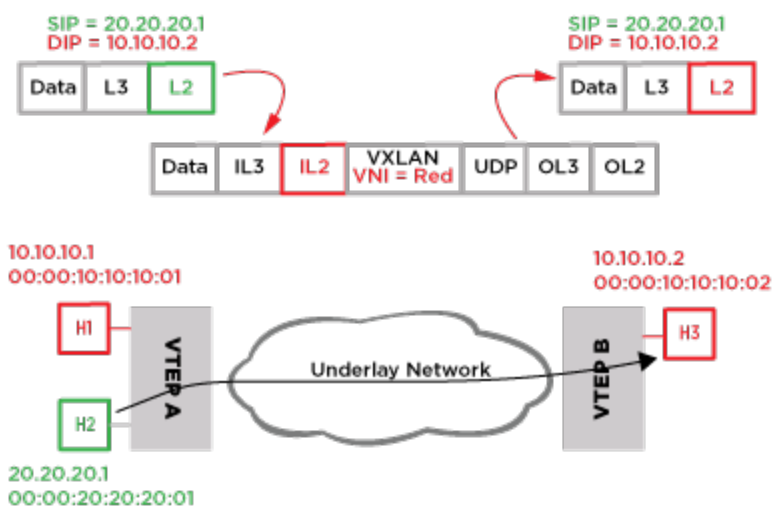 SIP = 20.20.20.1
DIP = 10.10.10.2
Data L3 L2
SIP = 20.20.20.1
DIP = 10.10.10.2
Data L3 L2
Data IL3 IL2 VXLAN VNI = Red UDP OL3 OL2
10.10.10.1
00:00:10:10:10:01
10.10.10.2
00:00:10:10:10:02
H1
VTEP A
Underlay Network
VTEP B
H3
H2
20.20.20.1
00:00:20:20:20:01